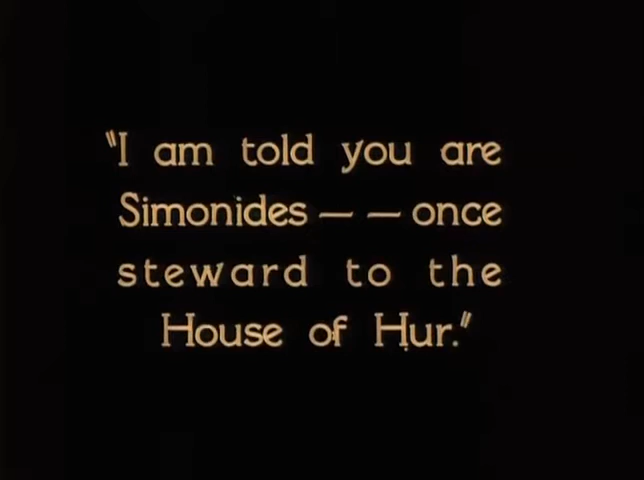 "I am told you are
Simonides — — once
steward to the
House of Hur."